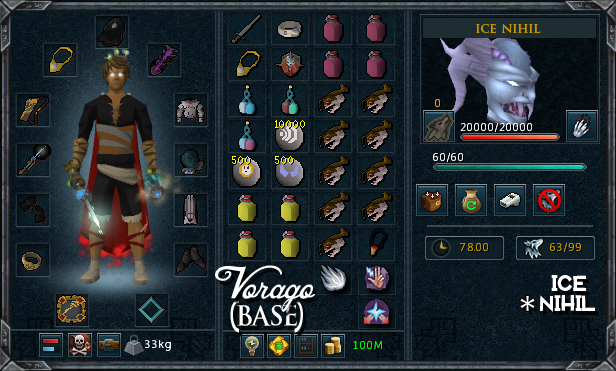 ICE NIHIL
0
20000/20000
10000
60/60
500
500
78.00
63/99
Vorago
(BASE)
ICE
* NIHIL
33kg
100M